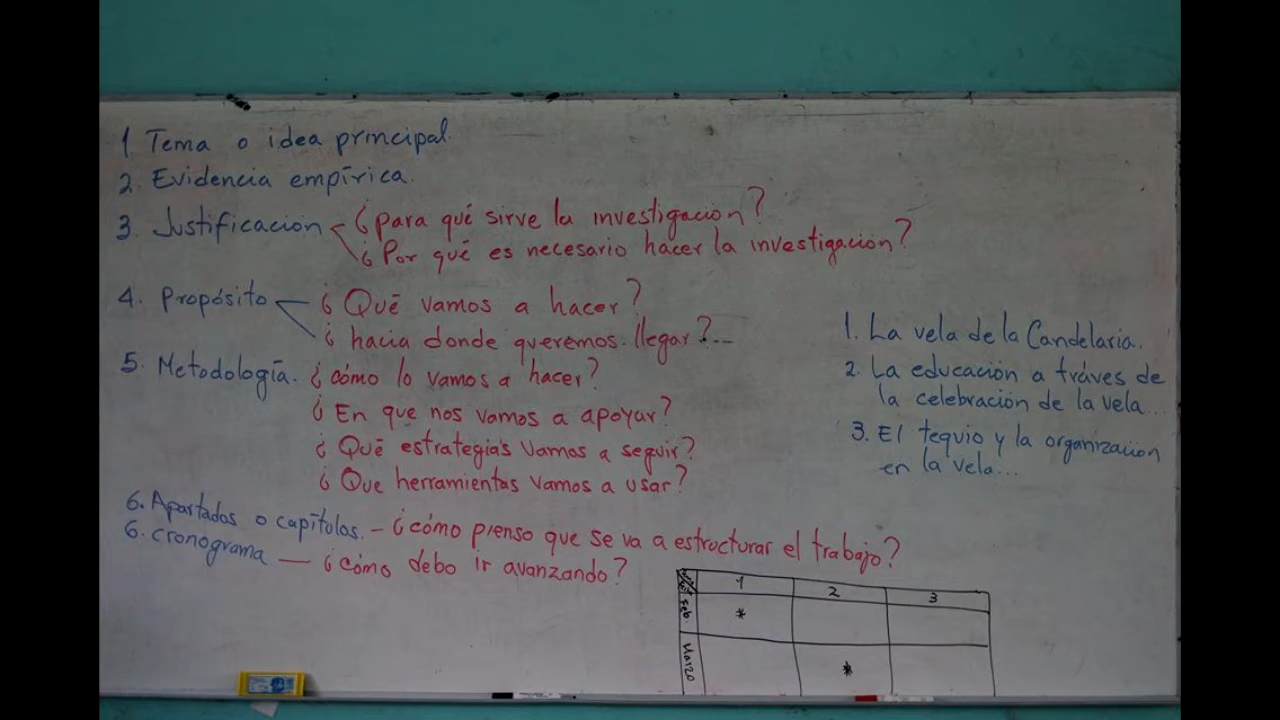 1 Tema o idea principal
2. Evidencia empírica.
3. Justificacion - ¿para qué sirve la investigacion?
¿Por qué es necesario hacer la investigación?
4. Propósito ¿Qué vamos a hacer?
¿hacia donde queremos llegar?...
5. Metodología. ¿cómo lo vamos a hacer?
¿En que nos vamos a apoyar?
¿Qué estrategias vamos a seguir?
¿Que herramientas vamos a usar?
6. Apartados o capítulos. - ¿cómo pienso que se va a estructurar el trabajo?
6. cronograma — ¿cómo debo ir avanzando?
1. La vela de la Candelaria.
2. La educación a tráves de
la celebración de la vela...
3. El tequio y la organizacion
en la vela...
1 2 3
Feb. *
Marzo *